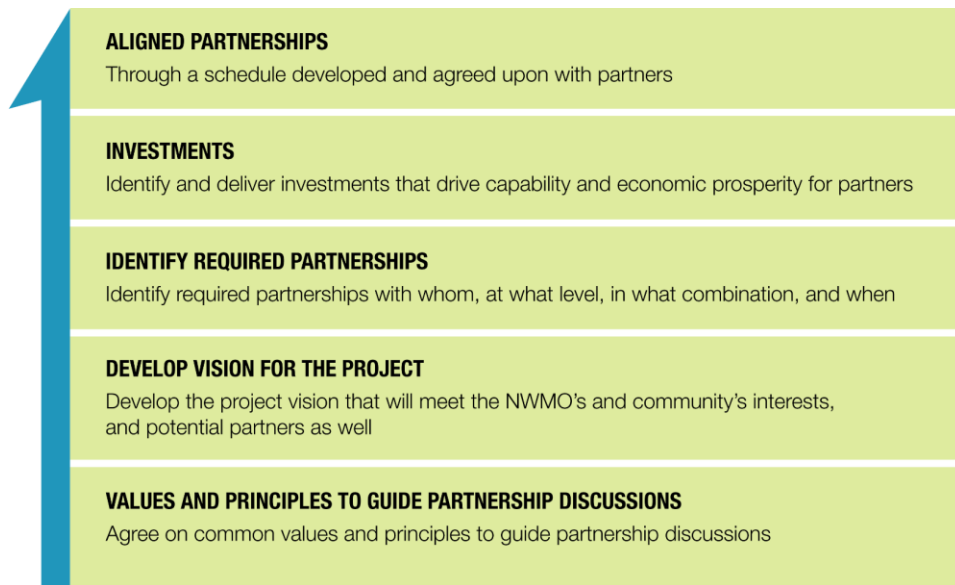 ALIGNED PARTNERSHIPS
Through a schedule developed and agreed upon with partners
INVESTMENTS
Identify and deliver investments that drive capability and economic prosperity for partners
IDENTIFY REQUIRED PARTNERSHIPS
Identify required partnerships with whom, at what level, in what combination, and when
DEVELOP VISION FOR THE PROJECT
Develop the project vision that will meet the NWMO’s and community’s interests,
and potential partners as well
VALUES AND PRINCIPLES TO GUIDE PARTNERSHIP DISCUSSIONS
Agree on common values and principles to guide partnership discussions